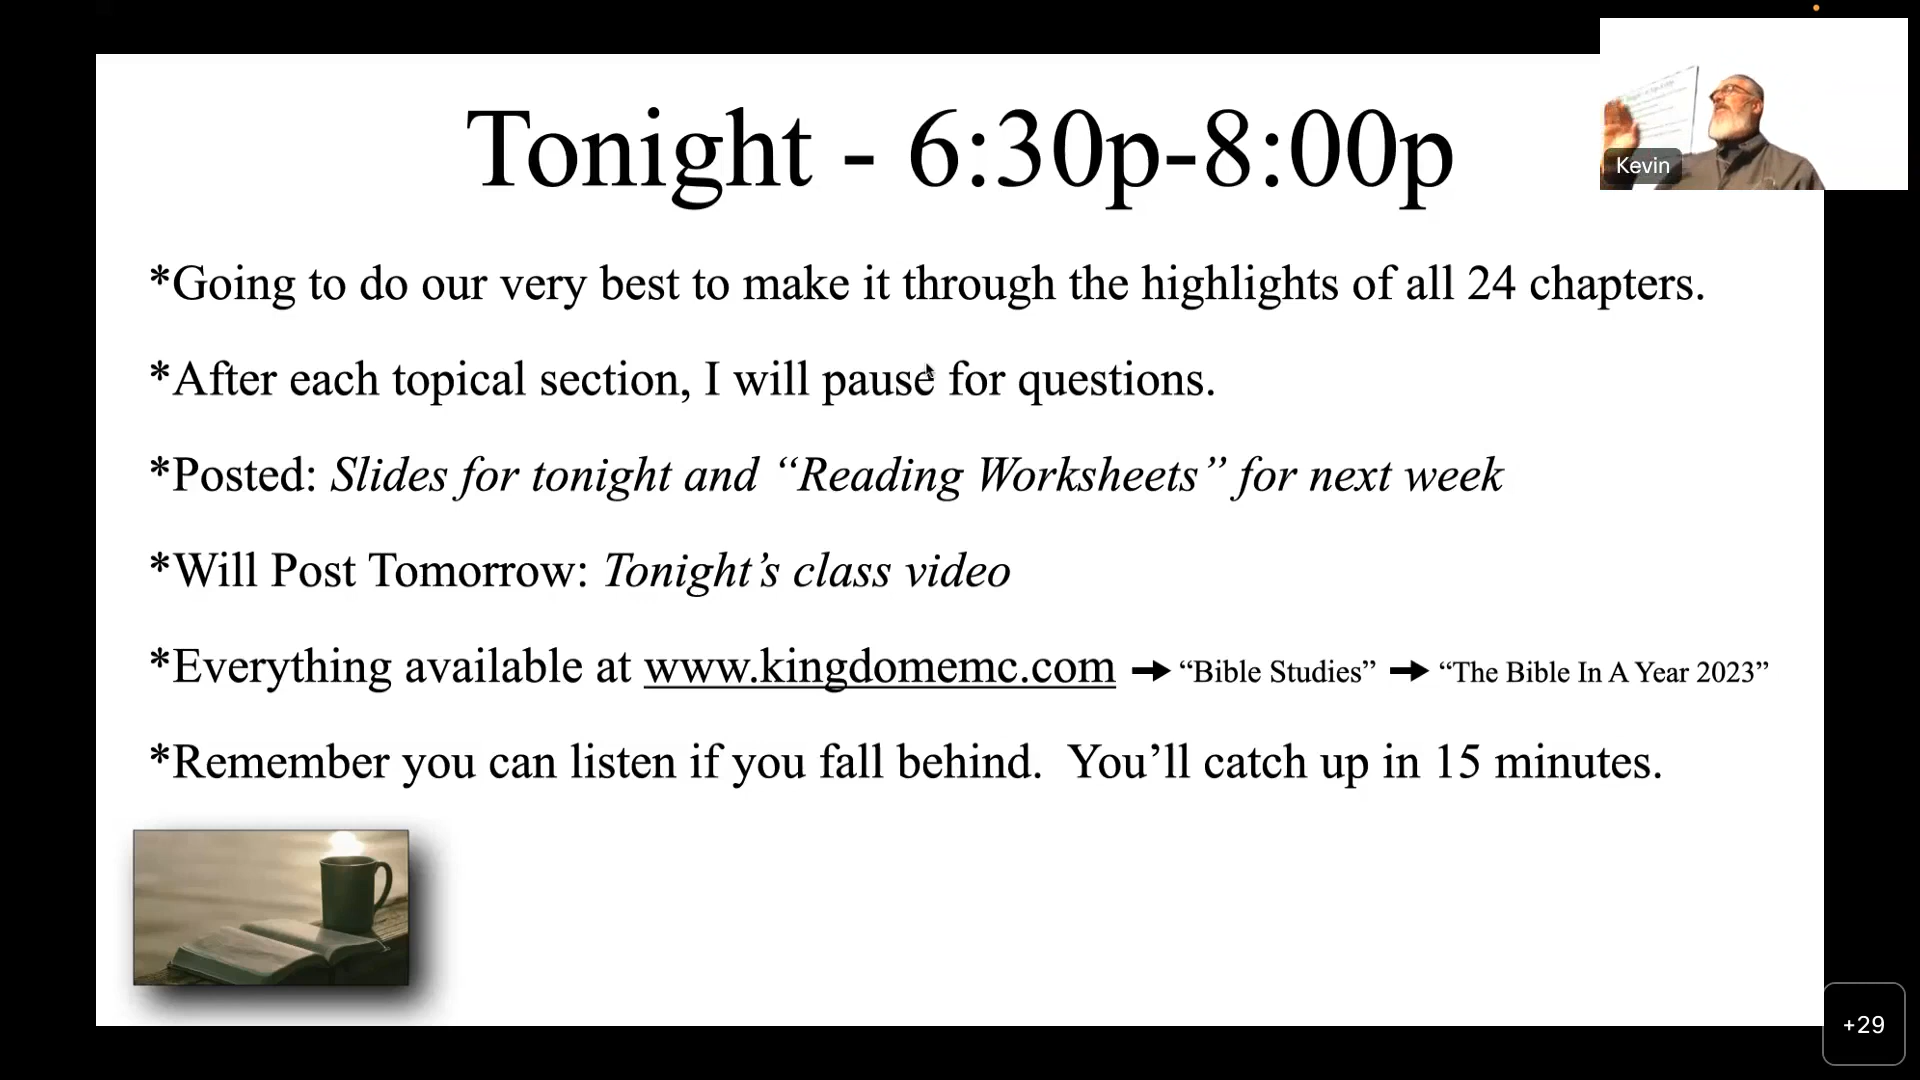 Tonight - 6:30p-8:00p
Kevin
*Going to do our very best to make it through the highlights of all 24 chapters.
*After each topical section, I will pause for questions.
*Posted: Slides for tonight and “Reading Worksheets” for next week
*Will Post Tomorrow: Tonight’s class video
*Everything available at www.kingdomemc.com → “Bible Studies” → “The Bible In A Year 2023”
*Remember you can listen if you fall behind.  You’ll catch up in 15 minutes.
+29